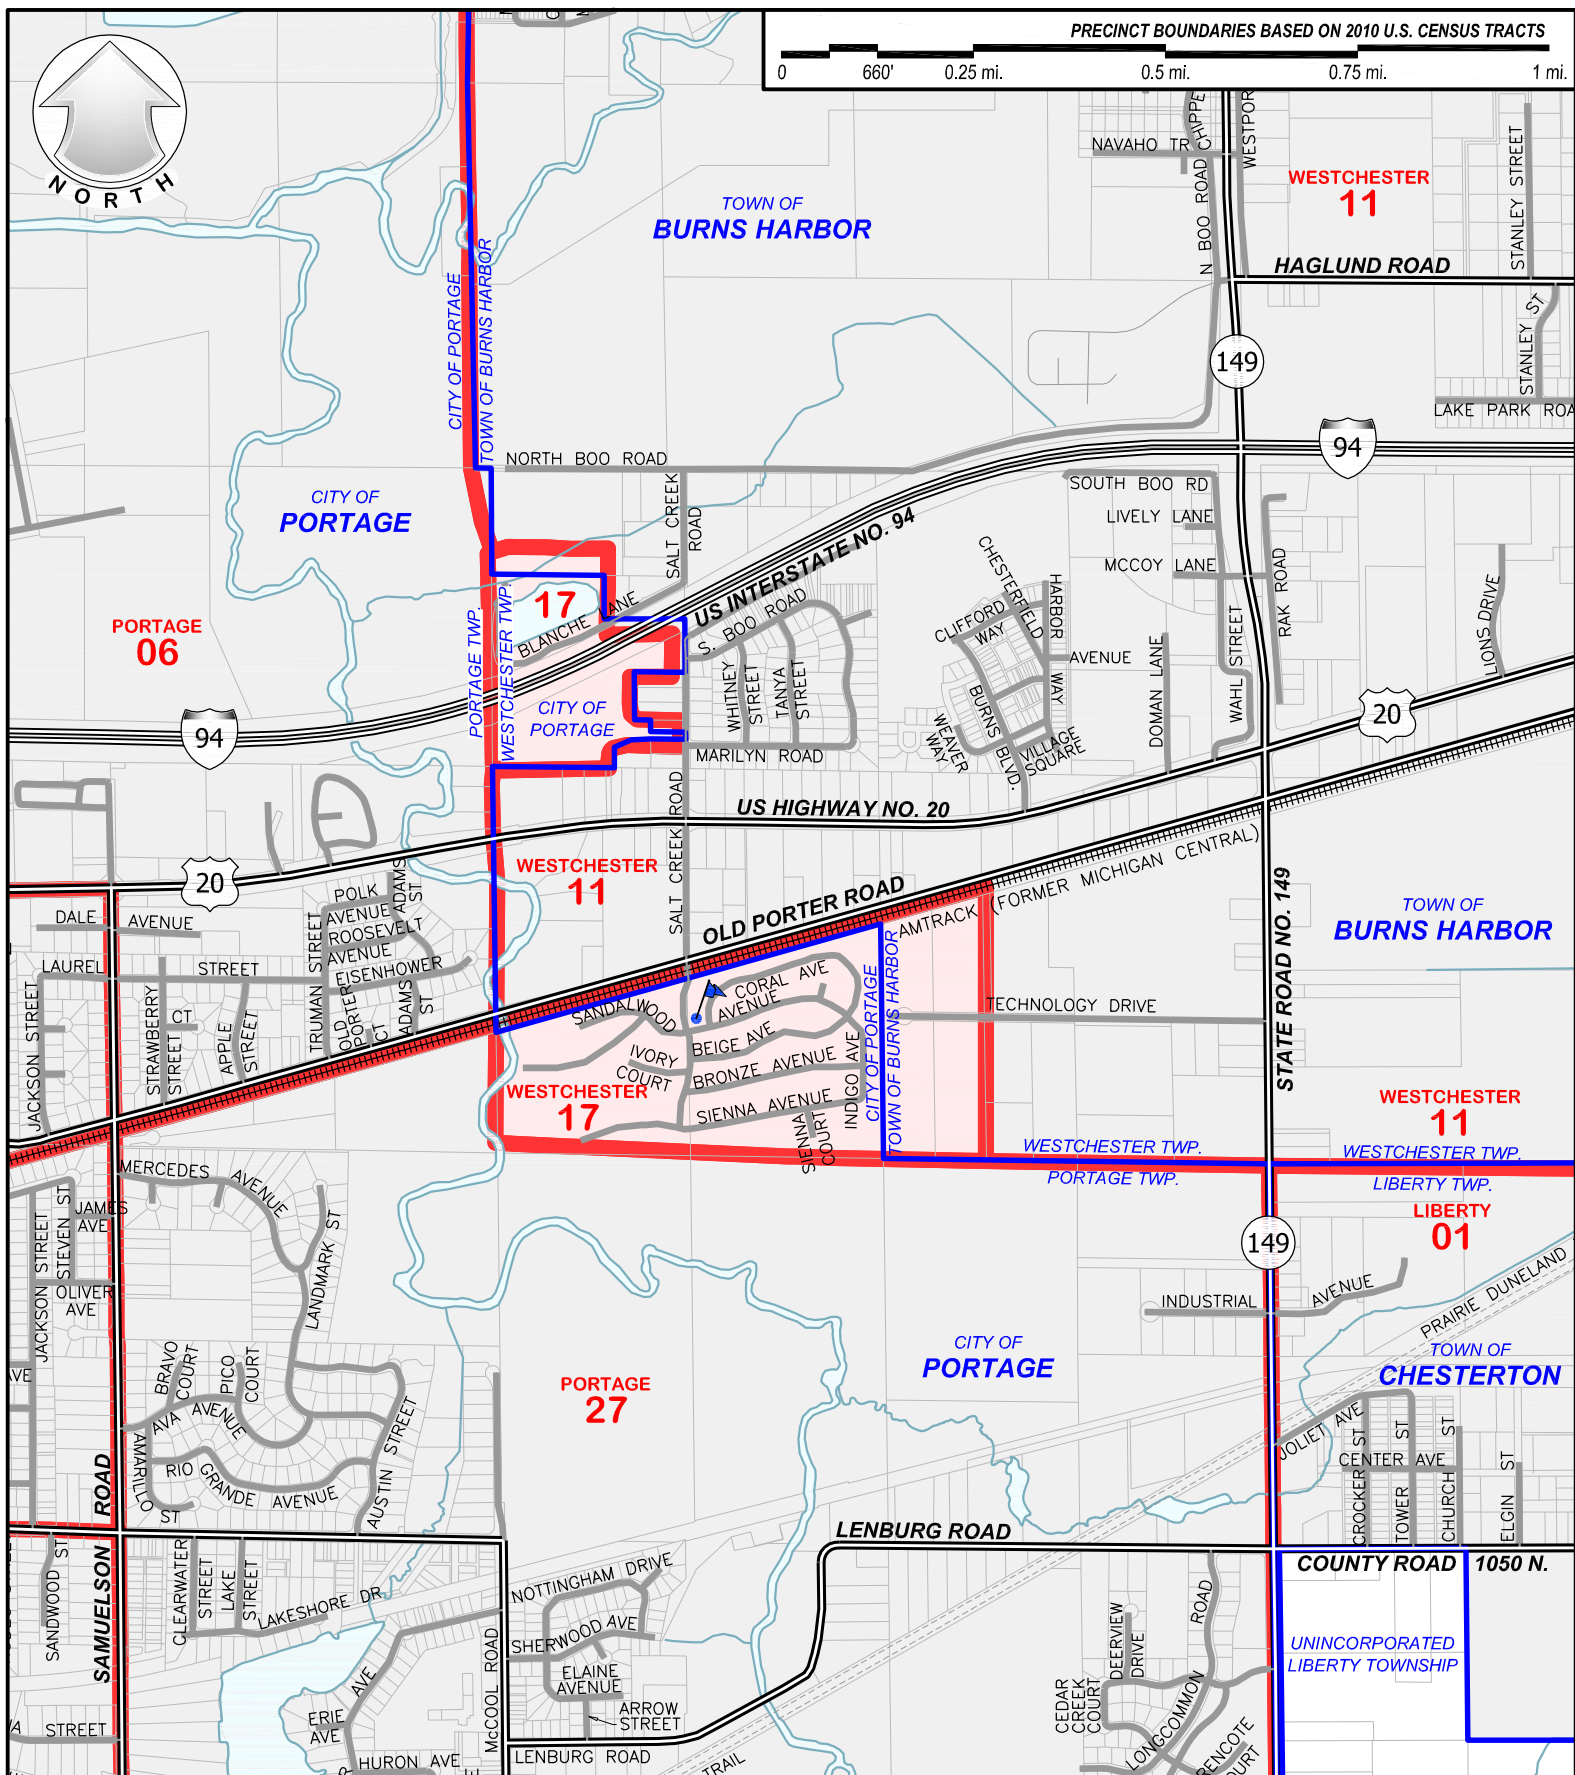 PRECINCT BOUNDARIES BASED ON 2010 U.S. CENSUS TRACTS
0 660' 0.25 mi. 0.5 mi. 0.75 mi. 1 mi.
NORTH
NAVAHO TR
CHIPPE
WESTPOR
N BOO ROAD
WESTCHESTER
11
STANLEY STREET
TOWN OF
BURNS HARBOR
HAGLUND ROAD
CITY OF PORTAGE
TOWN OF BURNS HARBOR
149
STANLEY ST
LAKE PARK ROA
94
NORTH BOO ROAD
SALT CREEK
ROAD
SOUTH BOO RD
LIVELY LANE
MCCOY LANE
CITY OF
PORTAGE
US INTERSTATE NO. 94
CHESTERFIELD
HARBOR
WAY
CLIFFORD
WAY
AVENUE
RAK ROAD
LIONS DRIVE
17
BLANCHE LANE
S. BOO ROAD
PORTAGE
06
PORTAGE TWP.
WESTCHESTER TWP.
WHITNEY
STREET
TANYA
STREET
DOMAN LANE
WAHL STREET
CITY OF
PORTAGE
BURNS BLVD.
WEAVER
WAY
VILLAGE
SQUARE
20
94
MARILYN ROAD
US HIGHWAY NO. 20
SALT CREEK ROAD
WESTCHESTER
11
20
POLK
AVENUE
ADAMS
ST
ROOSEVELT
AVENUE
EISENHOWER
DALE AVENUE
LAUREL STREET
TRUMAN STREET
OLD PORTER ROAD
AMTRACK (FORMER MICHIGAN CENTRAL)
STATE ROAD NO. 149
TOWN OF
BURNS HARBOR
JACKSON STREET
STRAWBERRY
STREET CT
APPLE
STREET
OLD
PORTER
CT
ADAMS
ST
SANDALWOOD
CORAL AVE
AVENUE
BEIGE AVE
IVORY
COURT
BRONZE AVENUE
SIENNA AVENUE
SIENNA
COURT
INDIGO AVE
CITY OF PORTAGE
TOWN OF BURNS HARBOR
TECHNOLOGY DRIVE
WESTCHESTER
17
WESTCHESTER
11
WESTCHESTER TWP.
PORTAGE TWP.
WESTCHESTER TWP.
LIBERTY TWP.
LIBERTY
01
MERCEDES AVENUE
JAMES
AVE
STEVEN ST
JACKSON STREET
OLIVER
AVE
LANDMARK ST
149
INDUSTRIAL AVENUE
PRAIRIE DUNELAND
TOWN OF
CHESTERTON
CITY OF
PORTAGE
PORTAGE
27
AVE
BRAVO
COURT
PICO
COURT
AVA AVENUE
AMARILLO
ST
RIO GRANDE AVENUE
AUSTIN STREET
SAMUELSON ROAD
JOLIET AVE
CENTER AVE
CROCKER ST
TOWER ST
CHURCH ST
ELGIN ST
LENBURG ROAD
COUNTY ROAD 1050 N.
SANDWOOD ST
CLEARWATER
STREET
LAKE
STREET
LAKESHORE DR
NOTTINGHAM DRIVE
SHERWOOD AVE
ELAINE
AVENUE
ARROW
STREET
McCOOL ROAD
LENBURG ROAD
ERIE
AVE
AVE
HURON AVE
STREET
TRAIL
DEERVIEW
DRIVE
CEDAR
CREEK
COURT
LONGCOMMON
ROAD
RENCOTE
OURT
UNINCORPORATED
LIBERTY TOWNSHIP